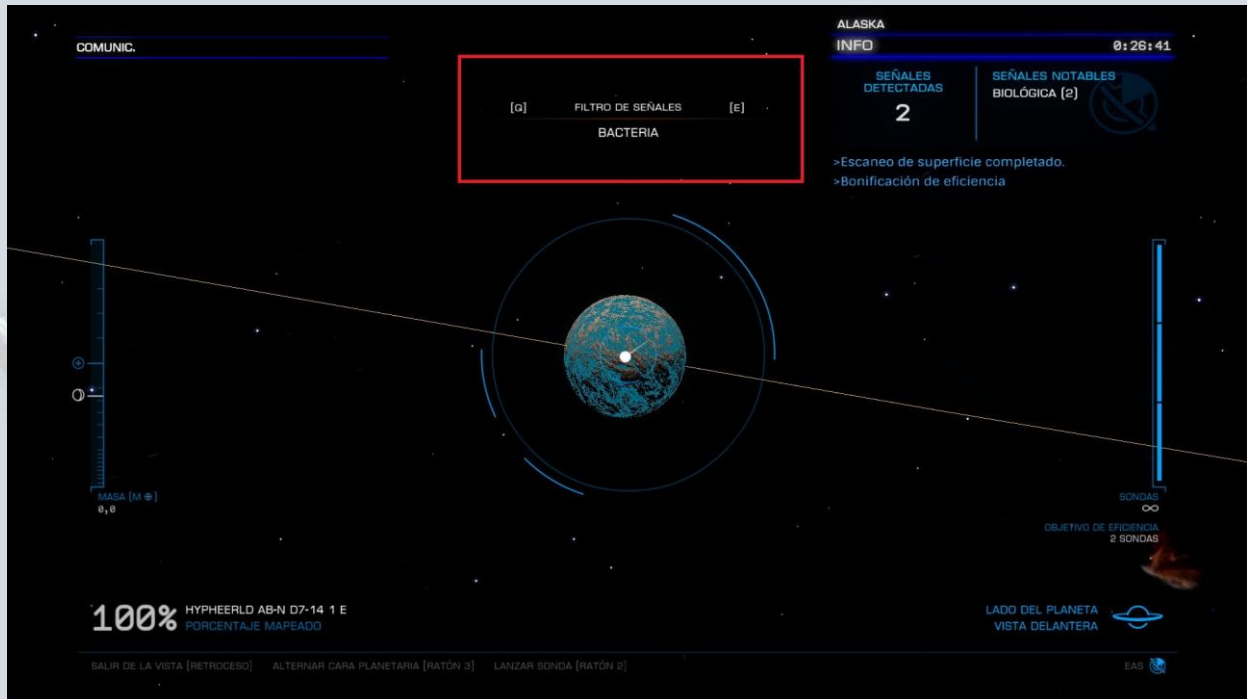 COMUNIC.
ALASKA
INFO 0:26:41
SEÑALES DETECTADAS
2
SEÑALES NOTABLES
BIOLÓGICA (2)
>Escaneo de superficie completado.
>Bonificación de eficiencia
[Q] FILTRO DE SEÑALES [E]
BACTERIA
MASA (M ⊕)
0,0
SONDAS
∞
OBJETIVO DE EFICIENCIA
2 SONDAS
100% HYPHEERLD AB-N D7-14 1 E
PORCENTAJE MAPEADO
LADO DEL PLANETA
VISTA DELANTERA
SALIR DE LA VISTA [RETROCESO] ALTERNAR CARA PLANETARIA [RATÓN 3] LANZAR SONDA [RATÓN 2] EAS